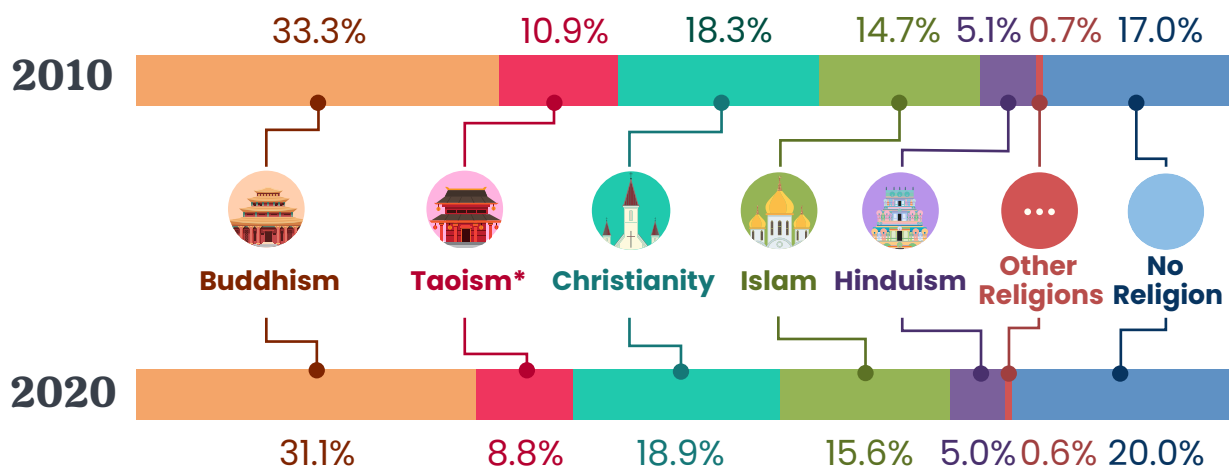 33.3% 10.9% 18.3% 14.7% 5.1% 0.7% 17.0%
2010
Buddhism Taoism* Christianity Islam Hinduism Other Religions No Religion
2020
31.1% 8.8% 18.9% 15.6% 5.0% 0.6% 20.0%